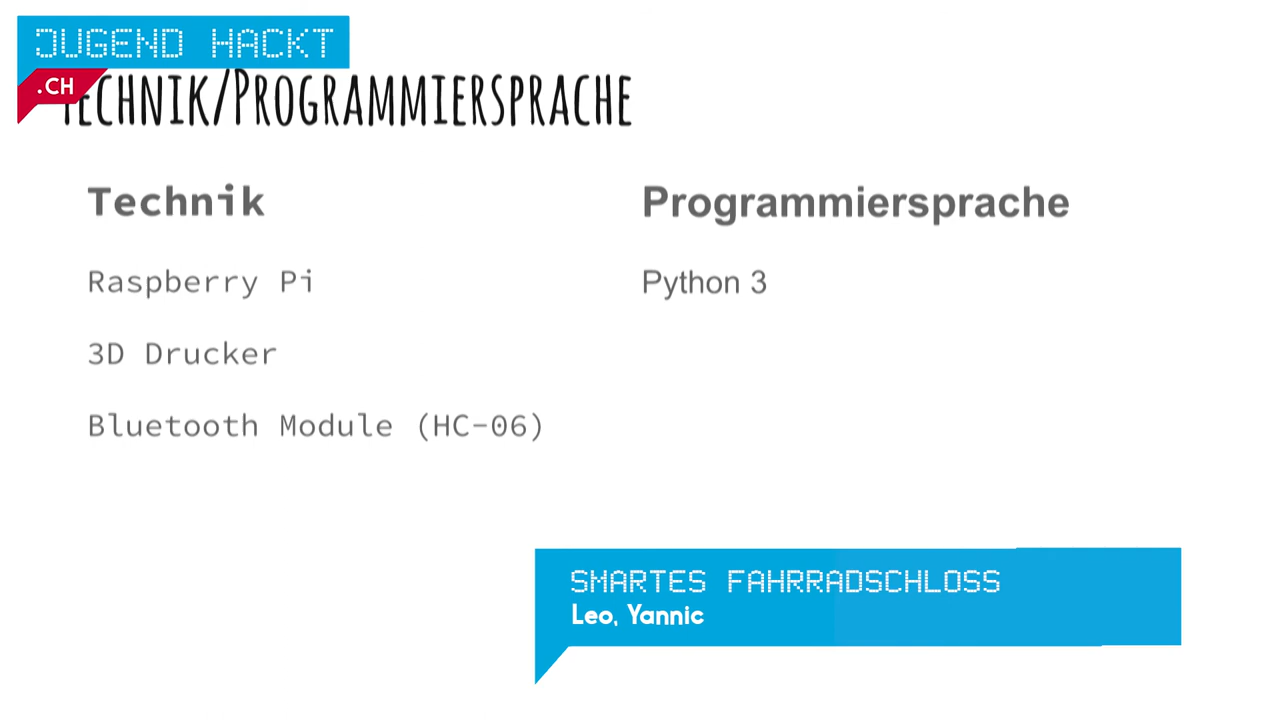 JUGEND HACKT
.CH
TECHNIK/PROGRAMMIERSPRACHE
Technik
Raspberry Pi
3D Drucker
Bluetooth Module (HC-06)
Programmiersprache
Python 3
SMARTES FAHRRADSCHLOSS
Leo, Yannic